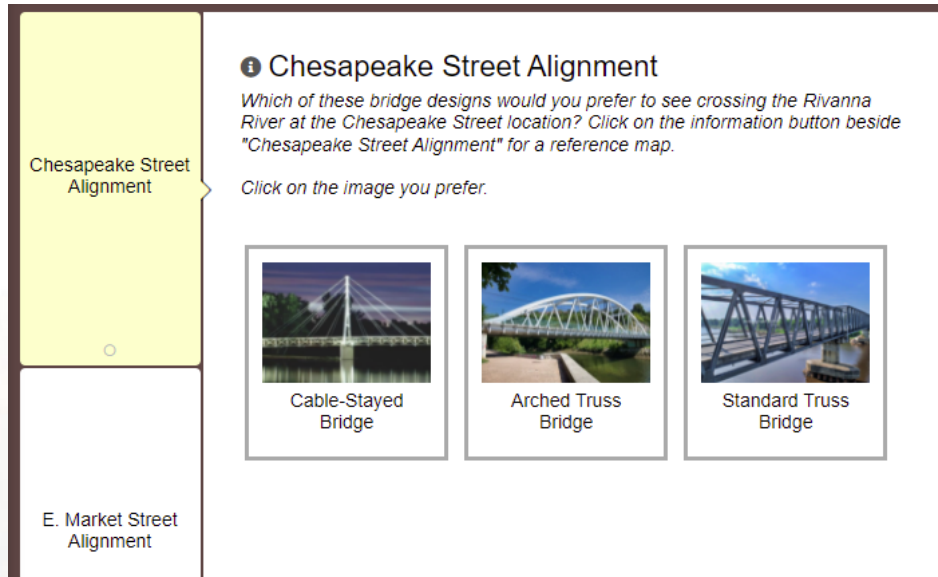 Chesapeake Street
Alignment
E. Market Street
Alignment
Chesapeake Street Alignment
Which of these bridge designs would you prefer to see crossing the Rivanna
River at the Chesapeake Street location? Click on the information button beside
"Chesapeake Street Alignment" for a reference map.
Click on the image you prefer.
Cable-Stayed
Bridge
Arched Truss
Bridge
Standard Truss
Bridge